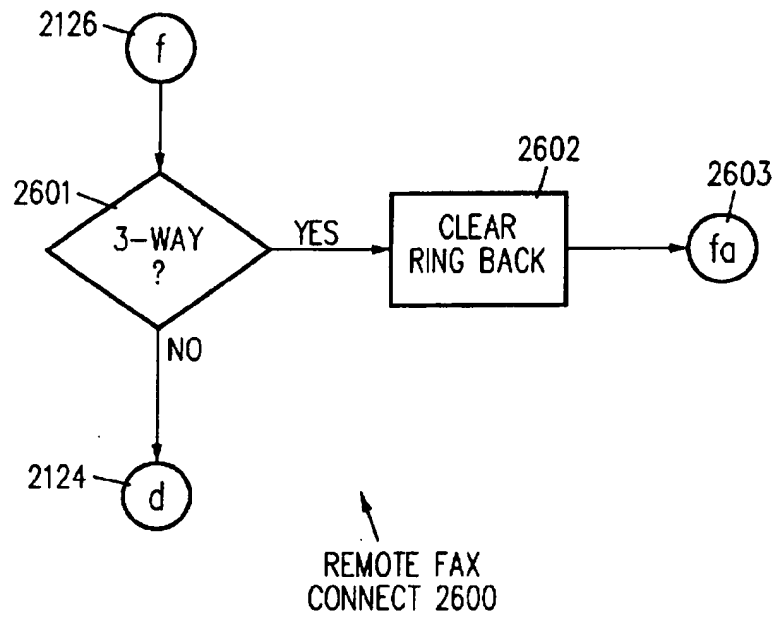 2126
f
2601
3-WAY
?
YES
NO
2602
CLEAR
RING BACK
2603
fa
2124
d
REMOTE FAX
CONNECT 2600